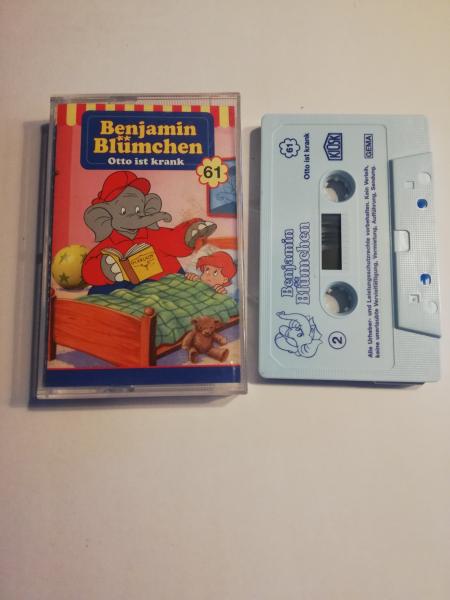 Benjamin
Blümchen
Otto ist krank
61
61
Otto ist krank
KIOSK
GEMA
Benjamin
Blümchen
2
Alle Urheber- und Leistungsschutzrechte vorbehalten. Kein Verleih,
keine unerlaubte Vervielfältigung, Vermietung, Aufführung, Sendung.